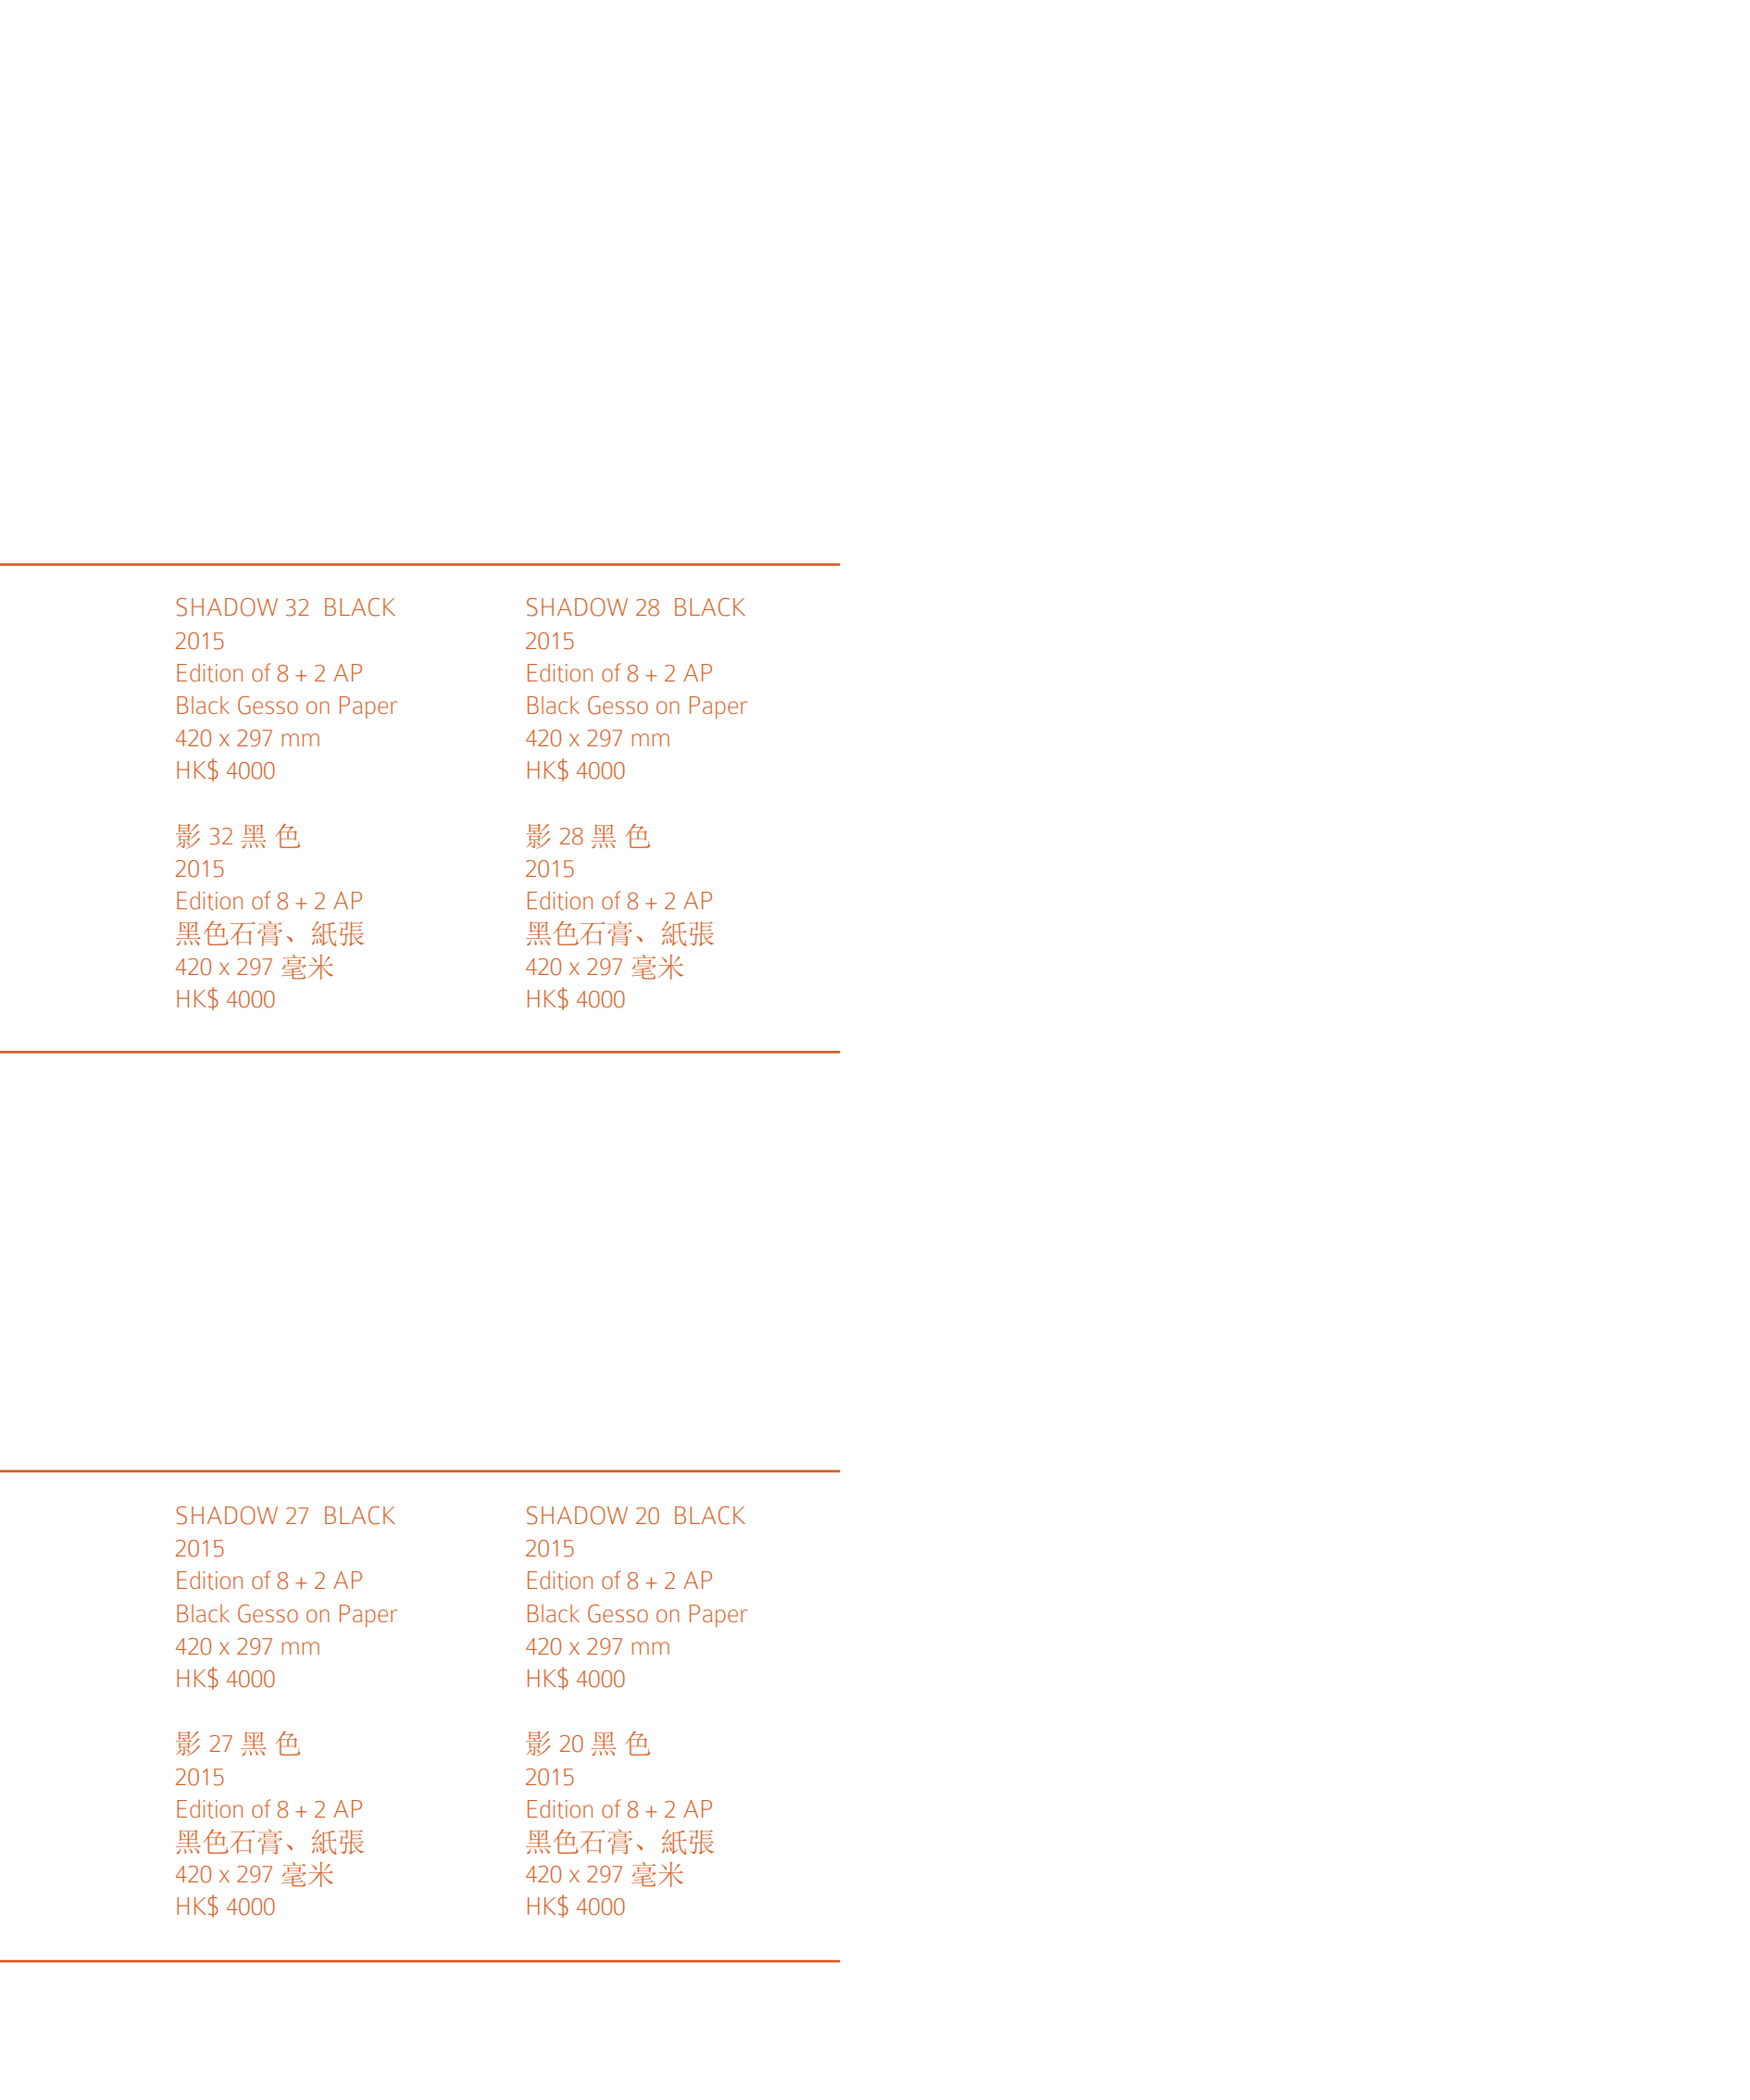 SHADOW 32  BLACK
2015
Edition of 8 + 2 AP
Black Gesso on Paper
420 x 297 mm
HK$ 4000
影 32 黑 色
2015
Edition of 8 + 2 AP
黑色石膏、紙張
420 x 297 毫米
HK$ 4000
SHADOW 28  BLACK
2015
Edition of 8 + 2 AP
Black Gesso on Paper
420 x 297 mm
HK$ 4000
影 28 黑 色
2015
Edition of 8 + 2 AP
黑色石膏、紙張
420 x 297 毫米
HK$ 4000
SHADOW 27  BLACK
2015
Edition of 8 + 2 AP
Black Gesso on Paper
420 x 297 mm
HK$ 4000
影 27 黑 色
2015
Edition of 8 + 2 AP
黑色石膏、紙張
420 x 297 毫米
HK$ 4000
SHADOW 20  BLACK
2015
Edition of 8 + 2 AP
Black Gesso on Paper
420 x 297 mm
HK$ 4000
影 20 黑 色
2015
Edition of 8 + 2 AP
黑色石膏、紙張
420 x 297 毫米
HK$ 4000